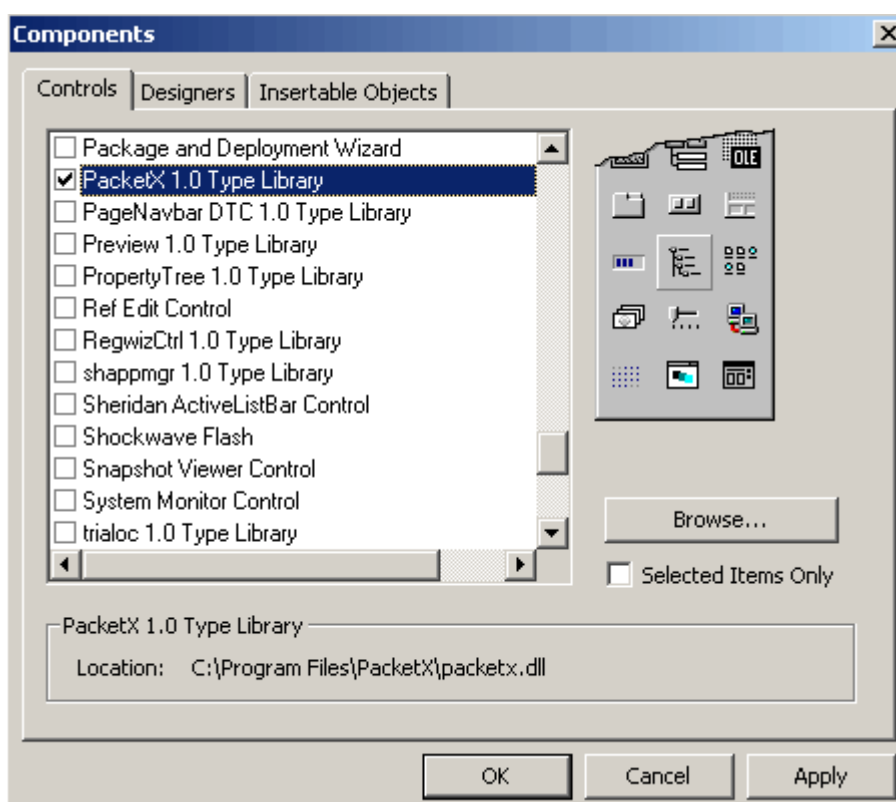 Components
Controls Designers Insertable Objects
Package and Deployment Wizard
PacketX 1.0 Type Library
PageNavbar DTC 1.0 Type Library
Preview 1.0 Type Library
PropertyTree 1.0 Type Library
Ref Edit Control
RegwizCtrl 1.0 Type Library
shappmgr 1.0 Type Library
Sheridan ActiveListBar Control
Shockwave Flash
Snapshot Viewer Control
System Monitor Control
trialoc 1.0 Type Library
OLE
Browse...
Selected Items Only
PacketX 1.0 Type Library
Location: C:\Program Files\PacketX\packetx.dll
OK Cancel Apply